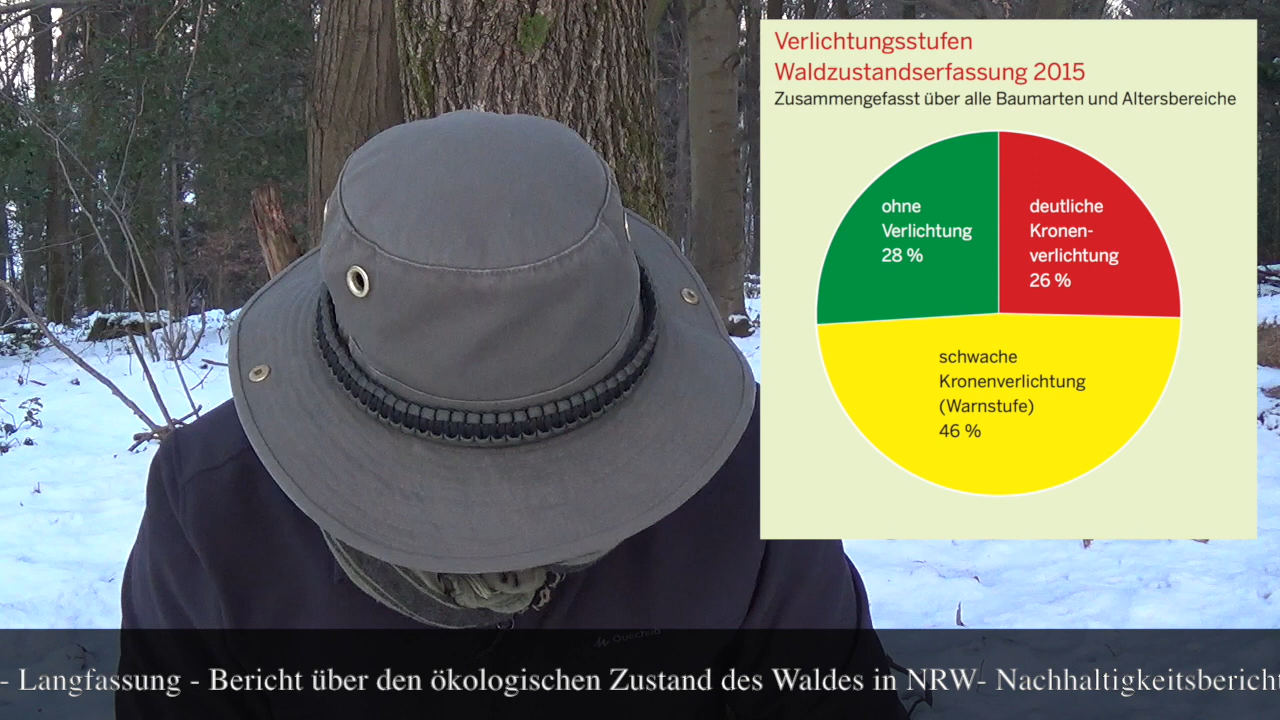 Verlichtungsstufen
Waldzustandserfassung 2015
Zusammengefasst über alle Baumarten und Altersbereiche
ohne
Verlichtung
28 %
deutliche
Kronen-
verlichtung
26 %
schwache
Kronenverlichtung
(Warnstufe)
46 %
Quechua
- Langfassung - Bericht über den ökologischen Zustand des Waldes in NRW- Nachhaltigkeitsbericht